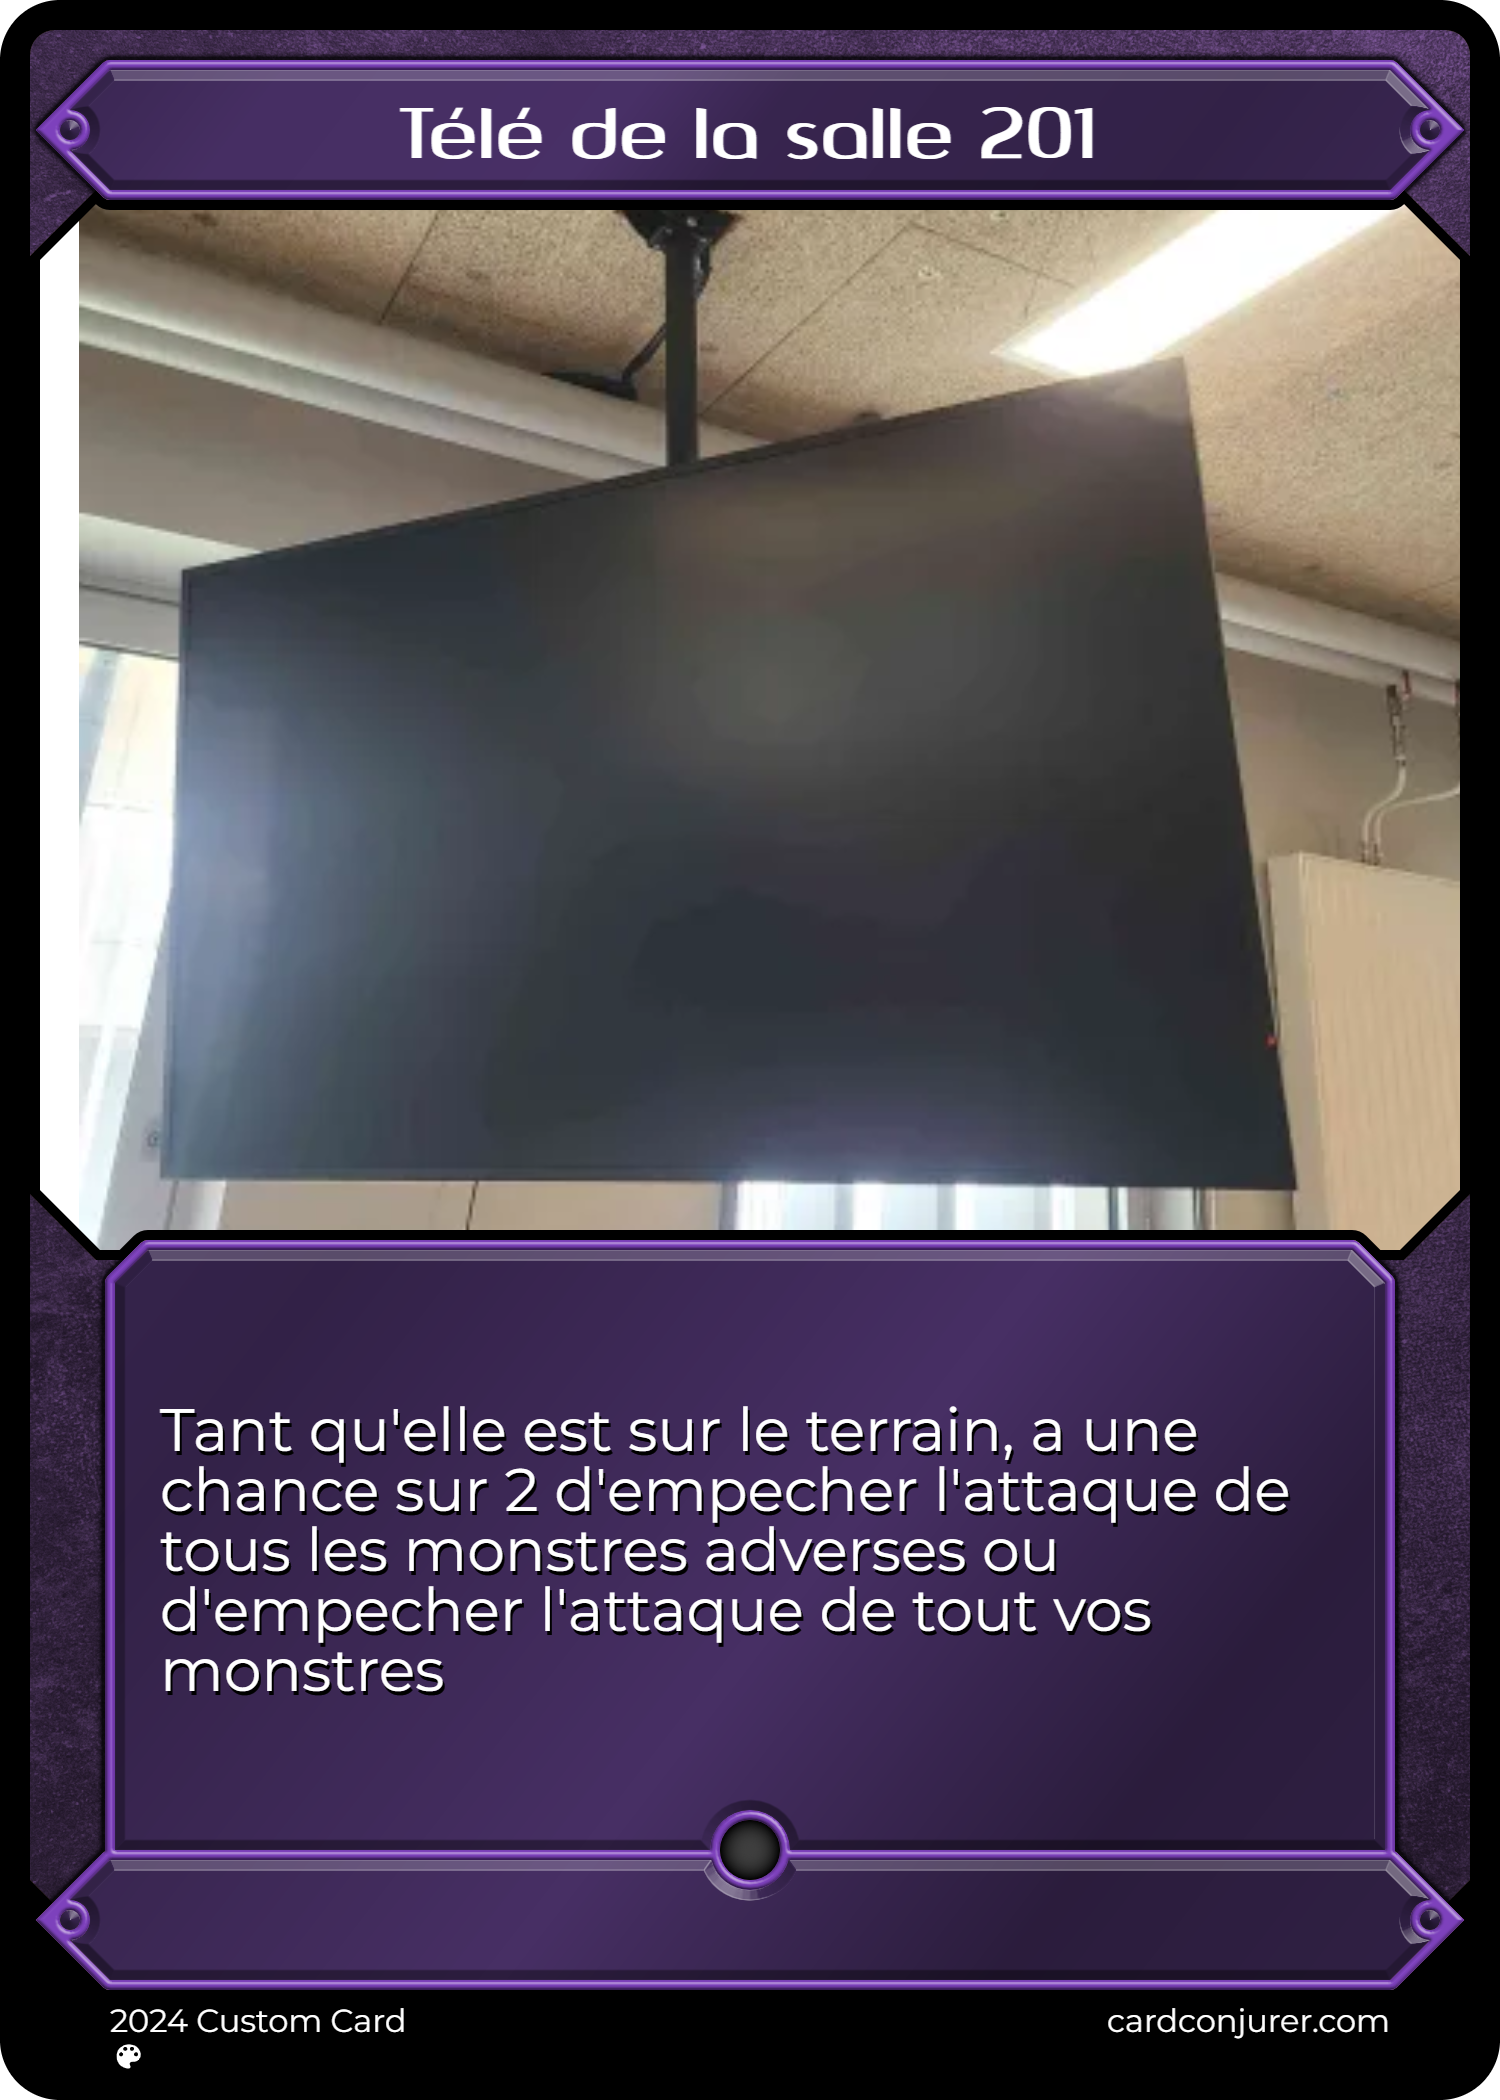 Télé de la salle 201
Tant qu'elle est sur le terrain, a une
chance sur 2 d'empecher l'attaque de
tous les monstres adverses ou
d'empecher l'attaque de tout vos
monstres
2024 Custom Card
cardconjurer.com